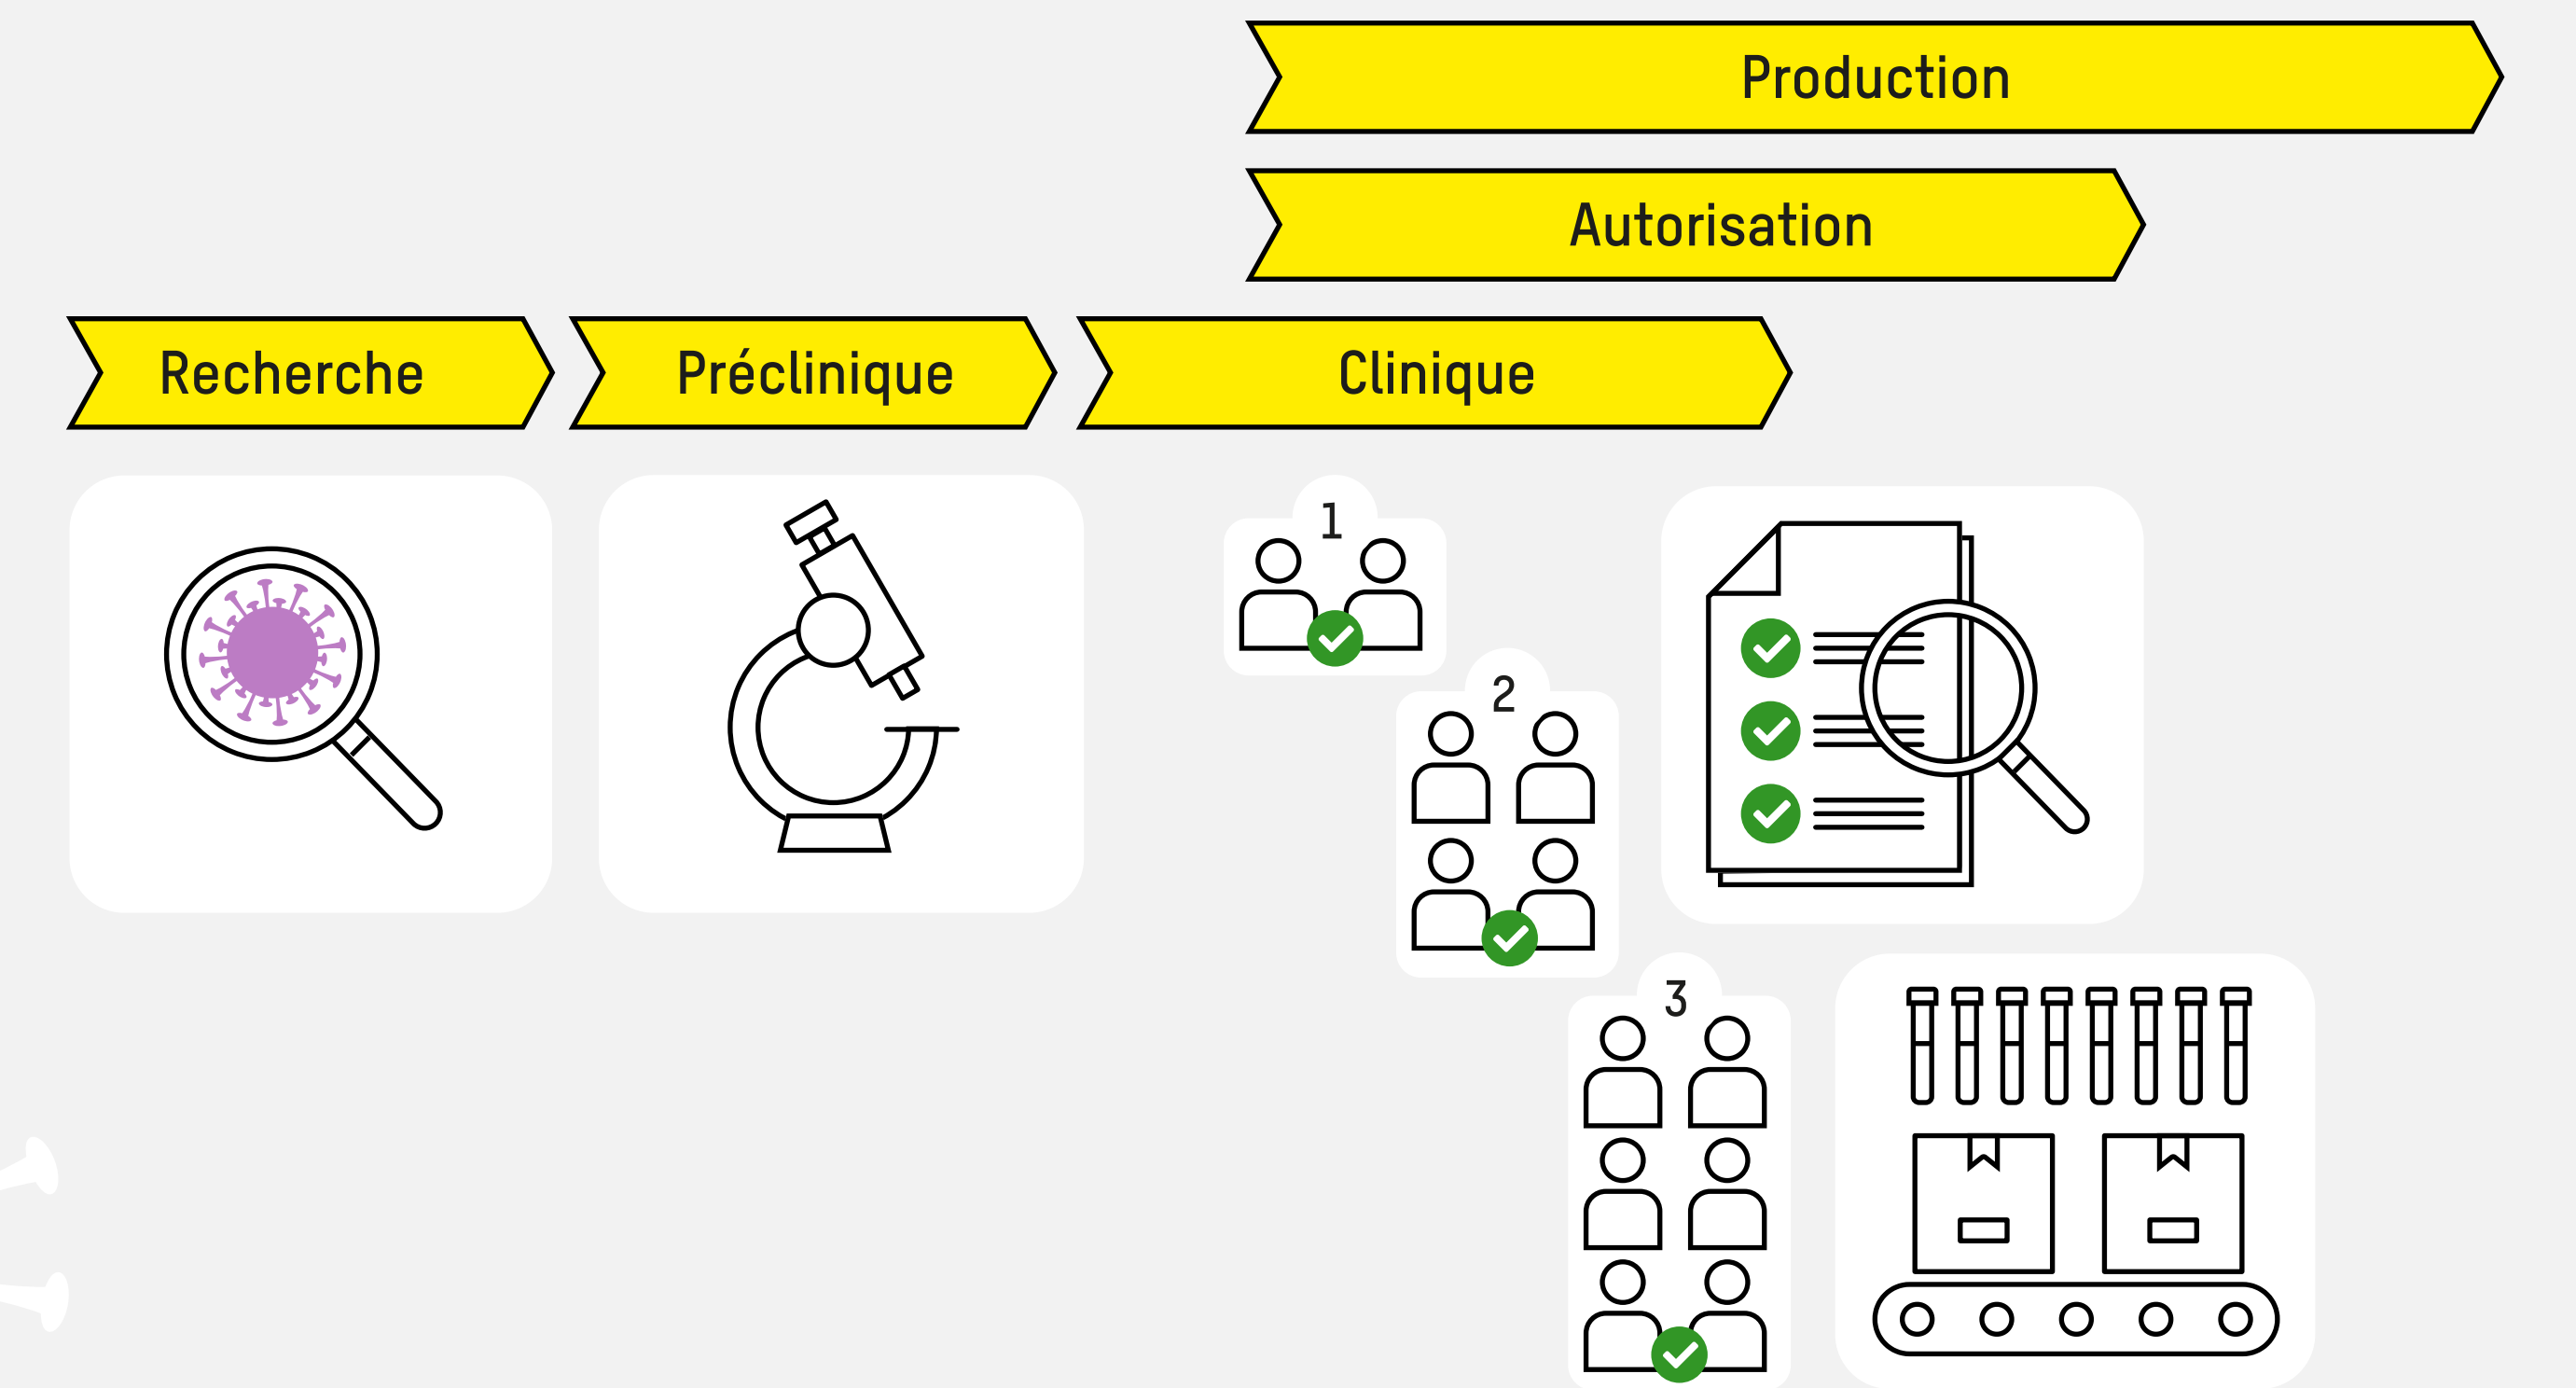 Production
Autorisation
Recherche
Préclinique
Clinique
1
2
3